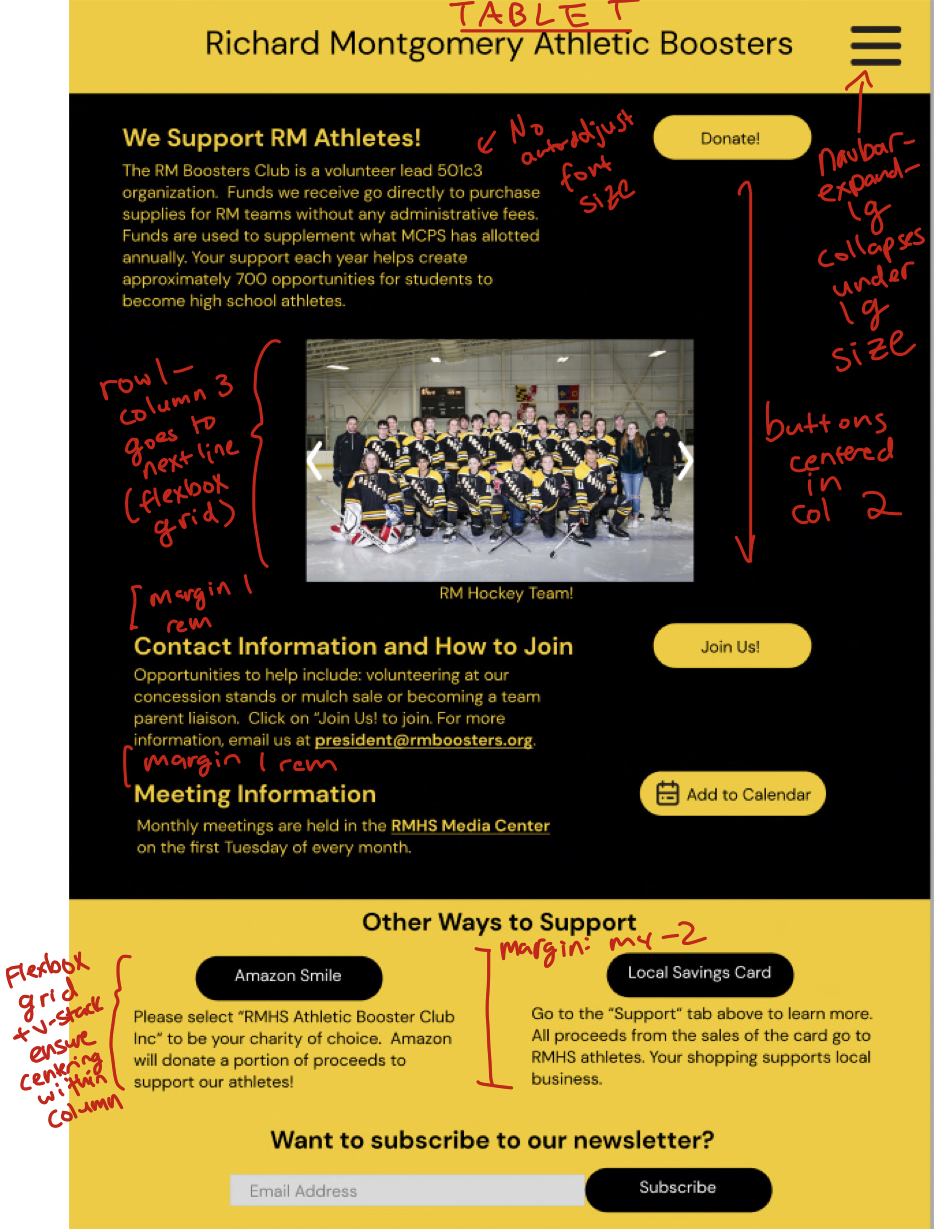 TABLET
Richard Montgomery Athletic Boosters
We Support RM Athletes!
The RM Boosters Club is a volunteer lead 501c3
organization. Funds we receive go directly to purchase
supplies for RM teams without any administrative fees.
Funds are used to supplement what MCPS has allotted
annually. Your support each year helps create
approximately 700 opportunities for students to
become high school athletes.
No
autoadjust
font
size
Donate!
Navbar-
expand-
lg
collapses
under
lg
size
row1-
column 3
goes to
next line
(flexbox
grid)
buttons
centered
in
col 2
RM Hockey Team!
margin 1
rem
Contact Information and How to Join
Opportunities to help include: volunteering at our
concession stands or mulch sale or becoming a team
parent liaison. Click on “Join Us! to join. For more
information, email us at president@rmboosters.org.
Join Us!
margin 1 rem
Meeting Information
Monthly meetings are held in the RMHS Media Center
on the first Tuesday of every month.
Add to Calendar
Other Ways to Support
margin: my-2
Flexbox
grid
+ v-stack
ensure
centering
within
column
Amazon Smile
Please select “RMHS Athletic Booster Club
Inc” to be your charity of choice. Amazon
will donate a portion of proceeds to
support our athletes!
Local Savings Card
Go to the “Support” tab above to learn more.
All proceeds from the sales of the card go to
RMHS athletes. Your shopping supports local
business.
Want to subscribe to our newsletter?
Email Address
Subscribe